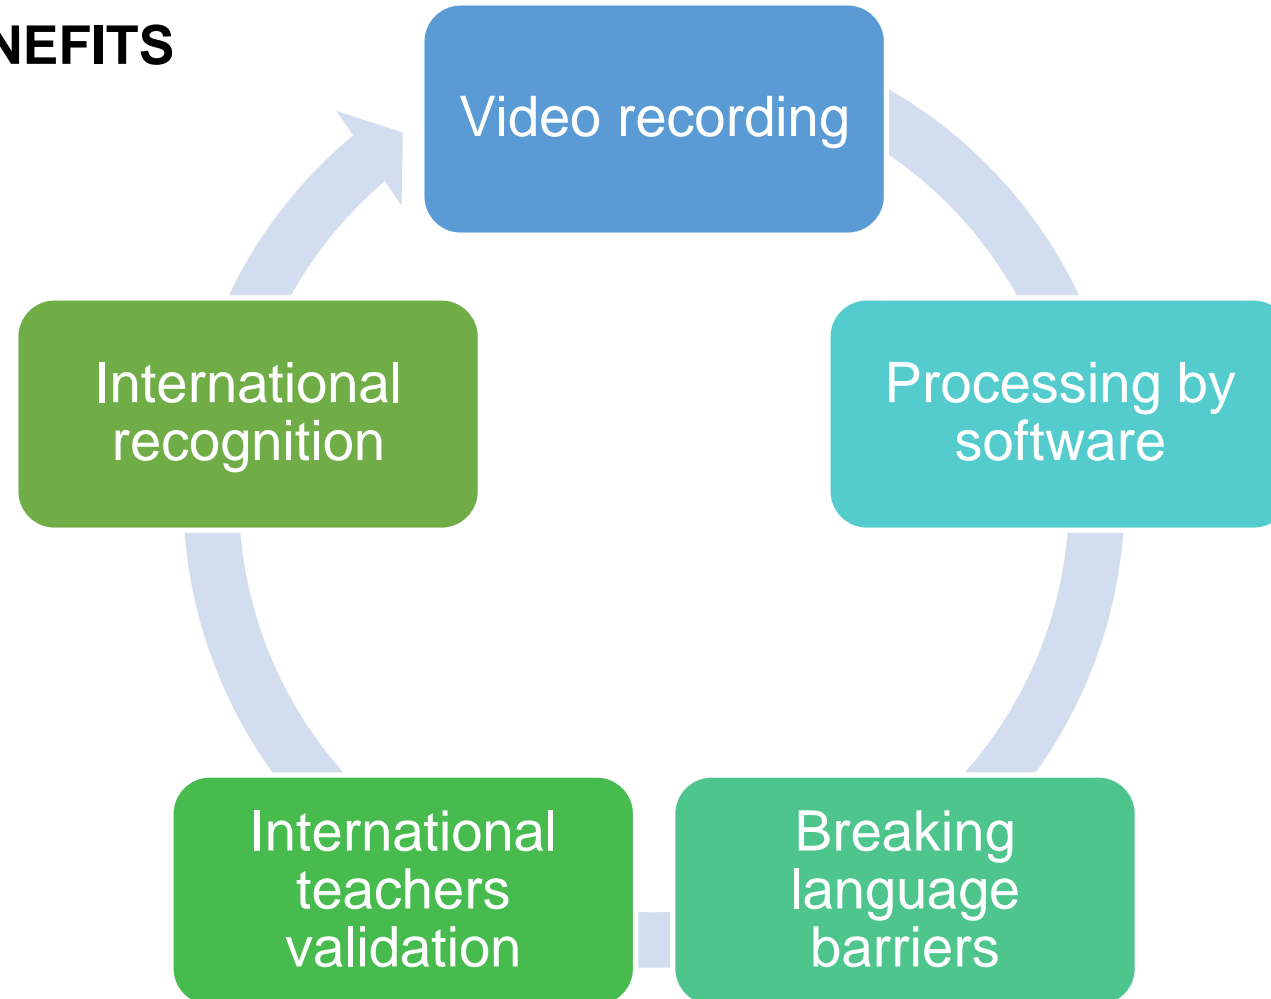 NEFITS
Video recording
Processing by
software
Breaking
language
barriers
International
teachers
validation
International
recognition